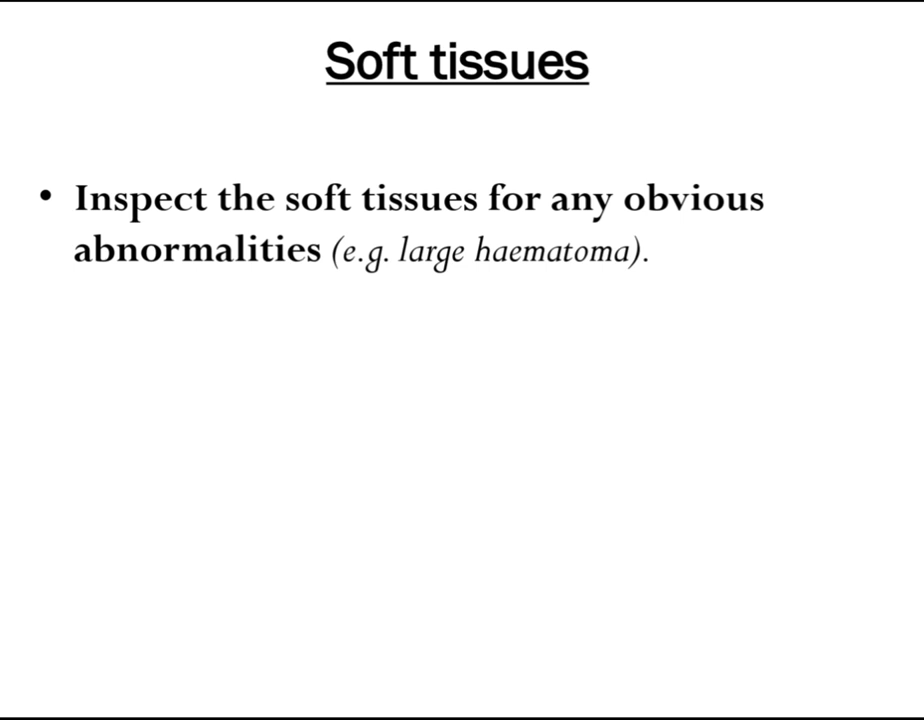 Soft tissues
• Inspect the soft tissues for any obvious
abnormalities (e.g. large haematoma).